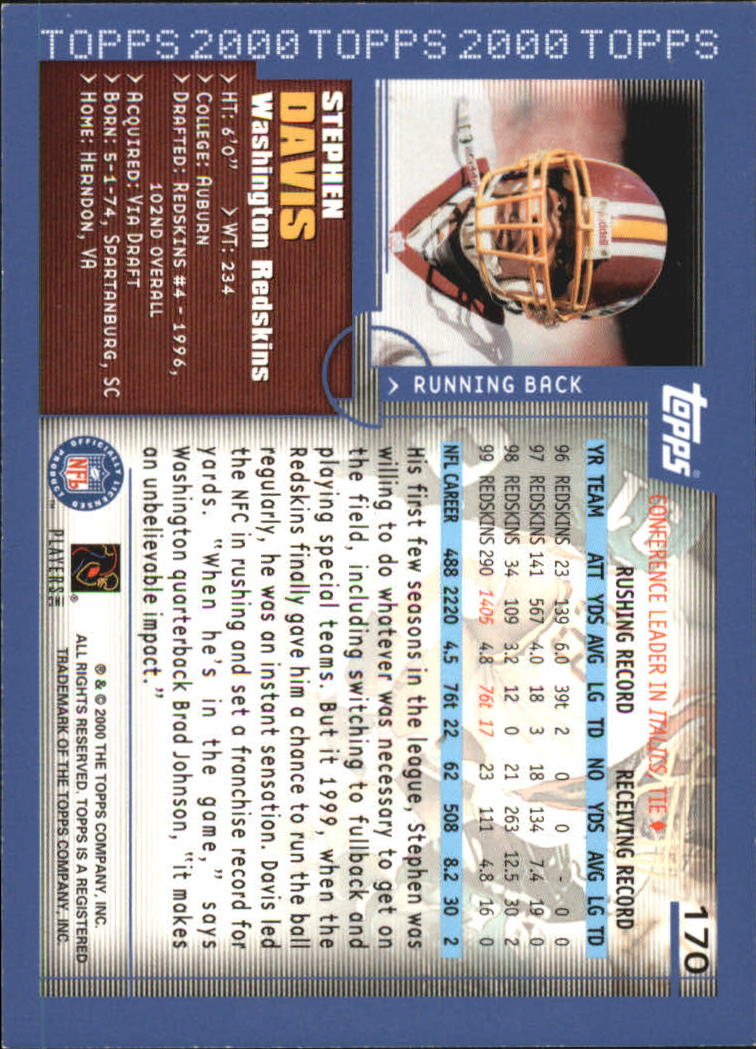 TOPPS 2000 TOPPS 2000 TOPPS
170
topps®
RUNNING BACK
Riddell
STEPHEN
DAVIS
Washington Redskins
> HT: 6'0" > WT: 234
> COLLEGE: AUBURN
> DRAFTED: REDSKINS #4 - 1996,
102ND OVERALL
> ACQUIRED: VIA DRAFT
> BORN: 5-1-74, SPARTANBURG, SC
> HOME: HERNDON, VA
CONFERENCE LEADER IN ITALICS, TIE ♦
RUSHING RECORD RECEIVING RECORD
YR TEAM ATT YDS AVG LG TD NO YDS AVG LG TD
96 REDSKINS 23 139 6.0 39t 2 0 0 - 0 0
97 REDSKINS 141 567 4.0 18 3 18 134 7.4 19 0
98 REDSKINS 34 109 3.2 12 0 21 263 12.5 30 2
99 REDSKINS 290 1405 4.8 76t 17 23 111 4.8 16 0
NFL CAREER 488 2220 4.5 76t 22 62 508 8.2 30 2
His first few seasons in the league, Stephen was
willing to do whatever was necessary to get on
the field, including switching to fullback and
playing special teams. But it 1999, when the
Redskins finally gave him a chance to run the ball
regularly, he was an instant sensation. Davis led
the NFC in rushing and set a franchise record for
yards. "When he's in the game," says
Washington quarterback Brad Johnson, "it makes
an unbelievable impact."
OFFICIALLY LICENSED PRODUCT
NFL
PLAYERS INC
® & © 2000 THE TOPPS COMPANY, INC.
ALL RIGHTS RESERVED. TOPPS IS A REGISTERED
TRADEMARK OF THE TOPPS COMPANY, INC.